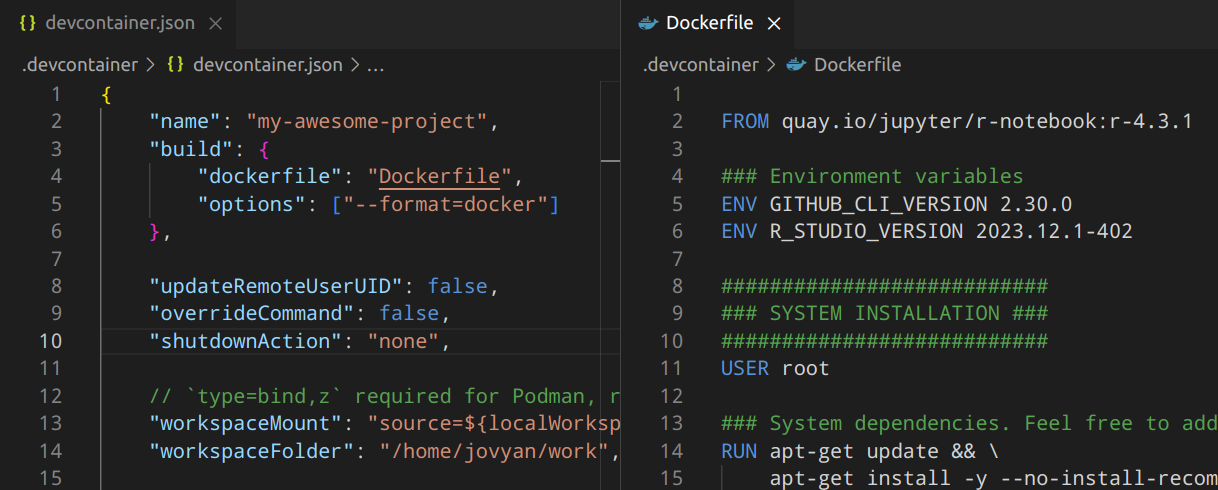 devcontainer.json
.devcontainer > {} devcontainer.json > ...
1 {
2 "name": "my-awesome-project",
3 "build": {
4 "dockerfile": "Dockerfile",
5 "options": ["--format=docker"]
6 },
7
8 "updateRemoteUserUID": false,
9 "overrideCommand": false,
10 "shutdownAction": "none",
11
12 // `type=bind,z` required for Podman, r
13 "workspaceMount": "source=${localWorksp
14 "workspaceFolder": "/home/jovyan/work",
15
Dockerfile
.devcontainer > Dockerfile
1
2 FROM quay.io/jupyter/r-notebook:r-4.3.1
3
4 ### Environment variables
5 ENV GITHUB_CLI_VERSION 2.30.0
6 ENV R_STUDIO_VERSION 2023.12.1-402
7
8 ###########################
9 ### SYSTEM INSTALLATION ###
10 ###########################
11 USER root
12
13 ### System dependencies. Feel free to add
14 RUN apt-get update && \
15 apt-get install -y --no-install-recom